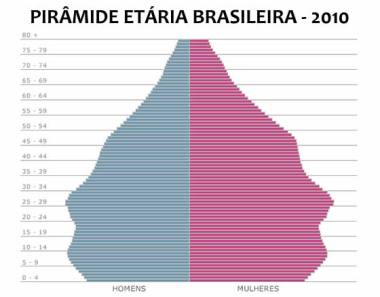 PIRÂMIDE ETÁRIA BRASILEIRA - 2010
80 +
75 - 79
70 - 74
65 - 69
60 - 64
55 - 59
50 - 54
45 - 49
40 - 44
35 - 39
30 - 34
25 - 29
20 - 24
15 - 19
10 - 14
5 - 9
0 - 4
HOMENS MULHERES